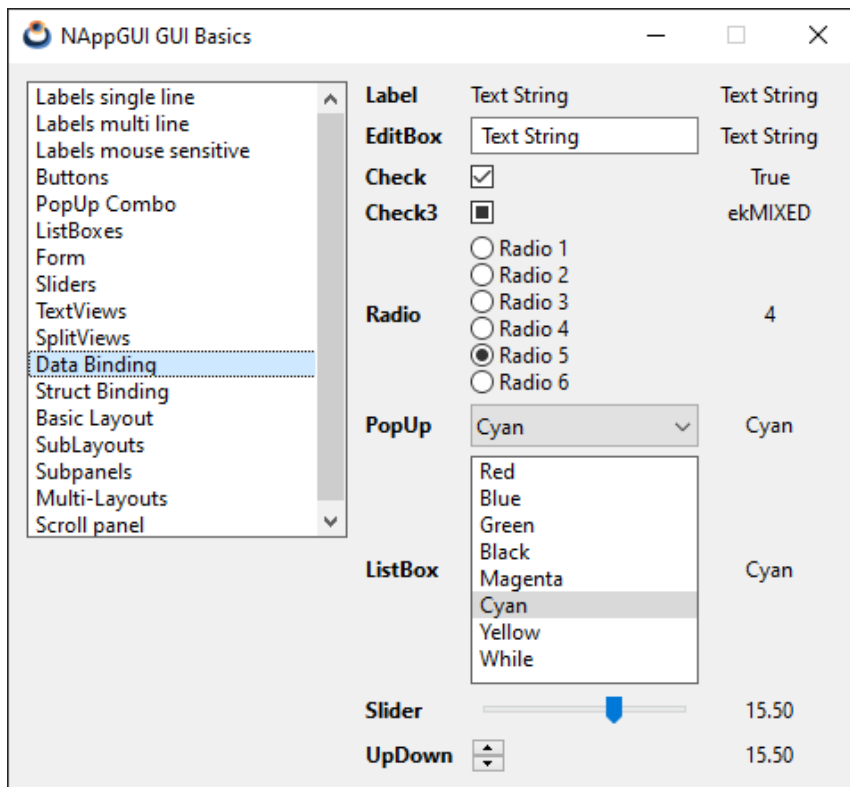 NAppGUI GUI Basics
Labels single line
Labels multi line
Labels mouse sensitive
Buttons
PopUp Combo
ListBoxes
Form
Sliders
TextViews
SplitViews
Data Binding
Struct Binding
Basic Layout
SubLayouts
Subpanels
Multi-Layouts
Scroll panel
Label Text String Text String
EditBox Text String Text String
Check True
Check3 ekMIXED
Radio 1
Radio 2
Radio 3
Radio 4
Radio 5
Radio 6
Radio 4
PopUp Cyan Cyan
Red
Blue
Green
Black
Magenta
Cyan
Yellow
While
ListBox Cyan
Slider 15.50
UpDown 15.50